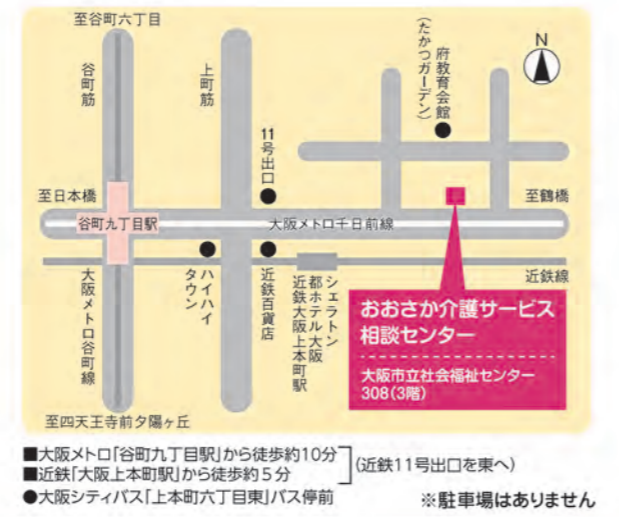 至谷町六丁目
谷町筋
上町筋
府教育会館
(たかつガーデン)
N
11号出口
至日本橋
至鶴橋
谷町九丁目駅
大阪メトロ千日前線
近鉄線
大阪メトロ谷町線
ハイハイ
タウン
近鉄百貨店
シェラトン
都ホテル大阪
近鉄大阪上本町駅
おおさか介護サービス
相談センター
大阪市立社会福祉センター
308(3階)
至四天王寺前夕陽ヶ丘
■大阪メトロ「谷町九丁目駅」から徒歩約10分
■近鉄「大阪上本町駅」から徒歩約5分
(近鉄11号出口を東へ)
●大阪シティバス「上本町六丁目東」バス停前
※駐車場はありません